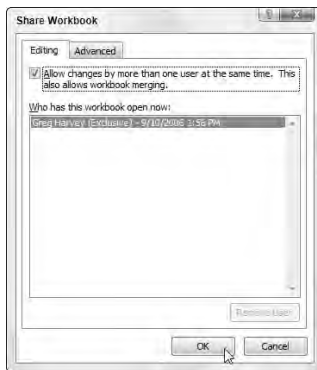 Share Workbook
Editing Advanced
Allow changes by more than one user at the same time. This
also allows workbook merging.
Who has this workbook open now:
Greg Harvey (Exclusive) - 9/10/2006 1:56 PM
Remove User
OK Cancel